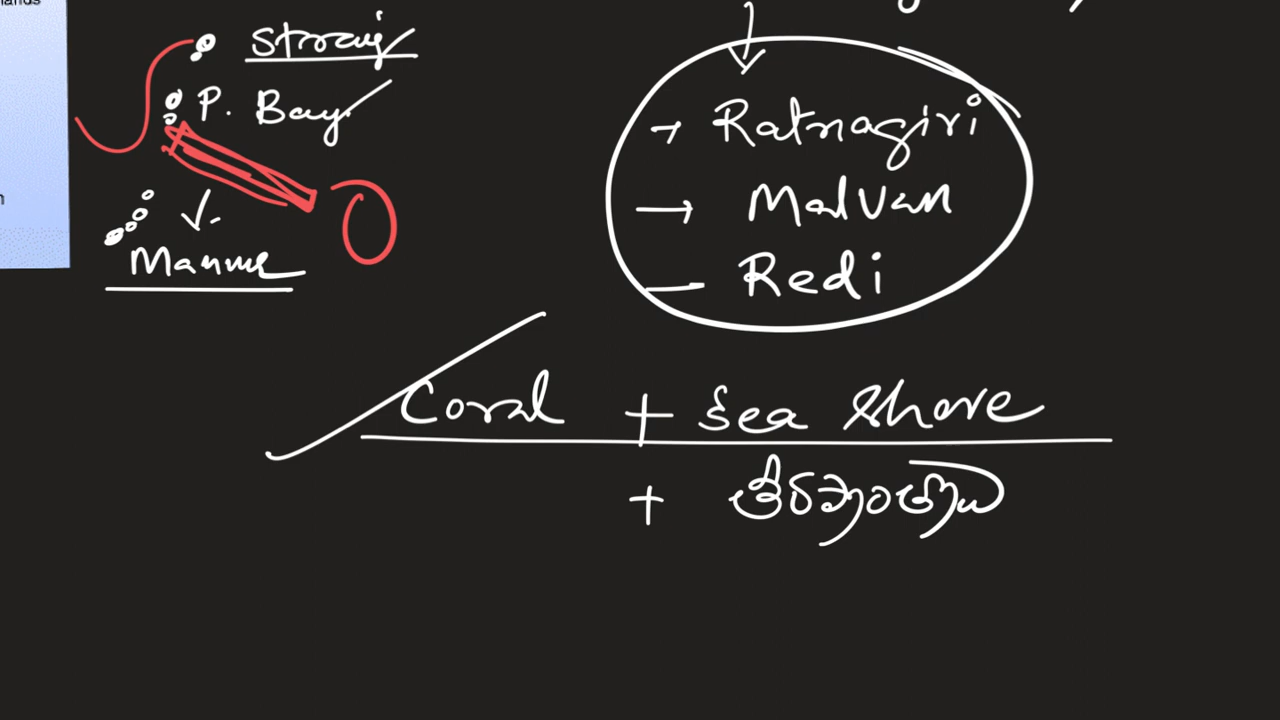 Strait
P. Bay
Mannar
→ Ratnagiri
→ Malvan
— Redi
Coral + Sea Shore
+